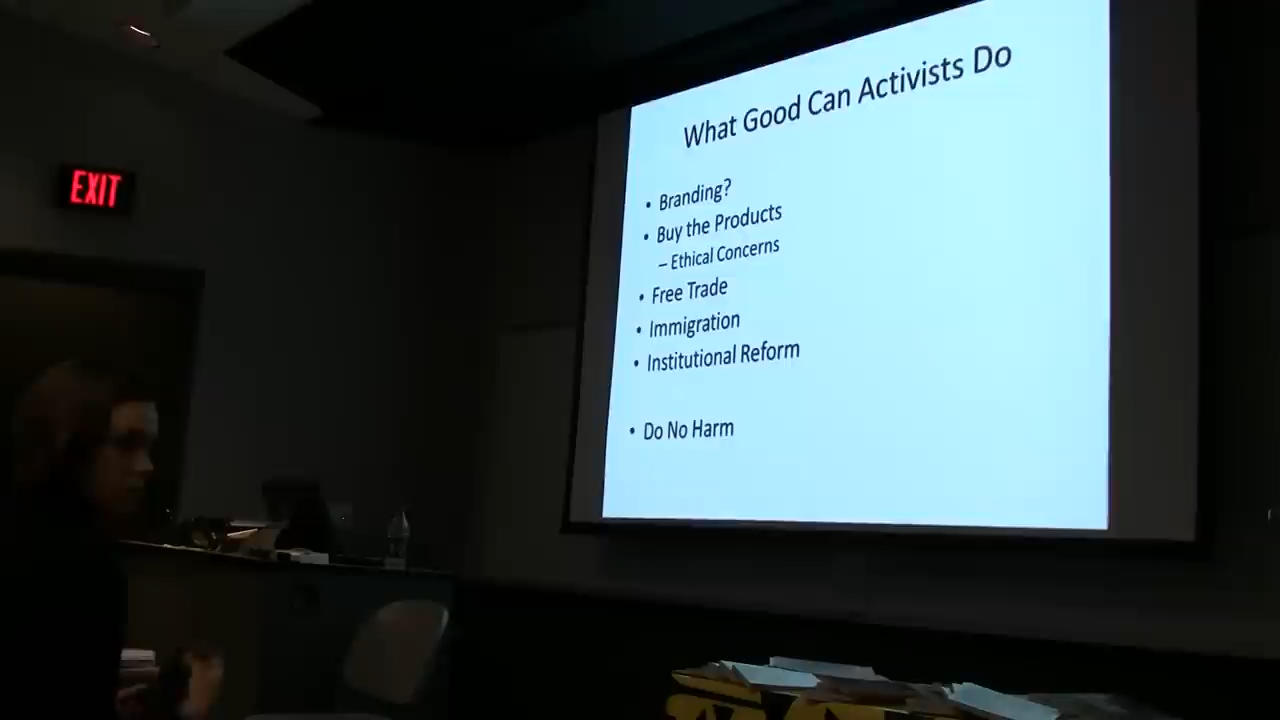 What Good Can Activists Do
• Branding?
• Buy the Products
– Ethical Concerns
• Free Trade
• Immigration
• Institutional Reform
• Do No Harm
EXIT